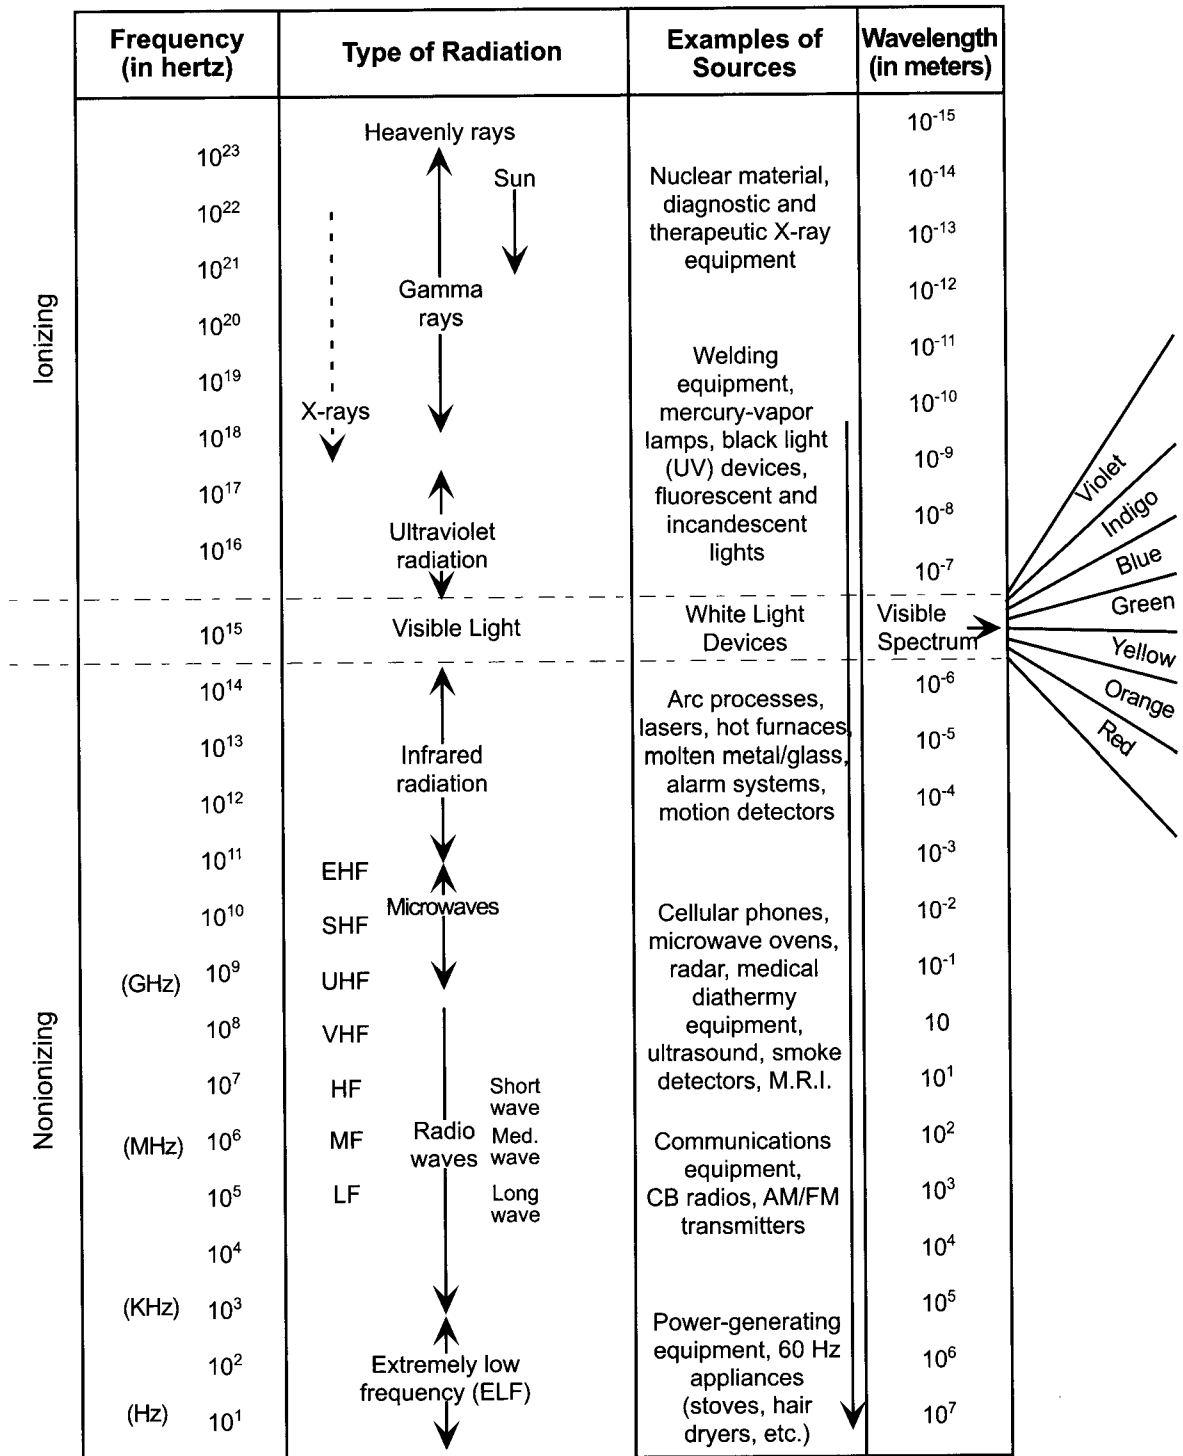 Frequency
(in hertz)
Type of Radiation
Examples of
Sources
Wavelength
(in meters)
Ionizing
Nonionizing
10²³
10²²
10²¹
10²⁰
10¹⁹
10¹⁸
10¹⁷
10¹⁶
10¹⁵
10¹⁴
10¹³
10¹²
10¹¹
10¹⁰
(GHz) 10⁹
10⁸
10⁷
(MHz) 10⁶
10⁵
10⁴
(KHz) 10³
10²
(Hz) 10¹
Heavenly rays
Sun
Gamma
rays
X-rays
Ultraviolet
radiation
Visible Light
Infrared
radiation
EHF
Microwaves
SHF
UHF
VHF
HF
MF
LF
Radio
waves
Short
wave
Med.
wave
Long
wave
Extremely low
frequency (ELF)
Nuclear material,
diagnostic and
therapeutic X-ray
equipment
Welding
equipment,
mercury-vapor
lamps, black light
(UV) devices,
fluorescent and
incandescent
lights
White Light
Devices
Arc processes,
lasers, hot furnaces,
molten metal/glass,
alarm systems,
motion detectors
Cellular phones,
microwave ovens,
radar, medical
diathermy
equipment,
ultrasound, smoke
detectors, M.R.I.
Communications
equipment,
CB radios, AM/FM
transmitters
Power-generating
equipment, 60 Hz
appliances
(stoves, hair
dryers, etc.)
10⁻¹⁵
10⁻¹⁴
10⁻¹³
10⁻¹²
10⁻¹¹
10⁻¹⁰
10⁻⁹
10⁻⁸
10⁻⁷
Visible
Spectrum
10⁻⁶
10⁻⁵
10⁻⁴
10⁻³
10⁻²
10⁻¹
10
10¹
10²
10³
10⁴
10⁵
10⁶
10⁷
Violet
Indigo
Blue
Green
Yellow
Orange
Red